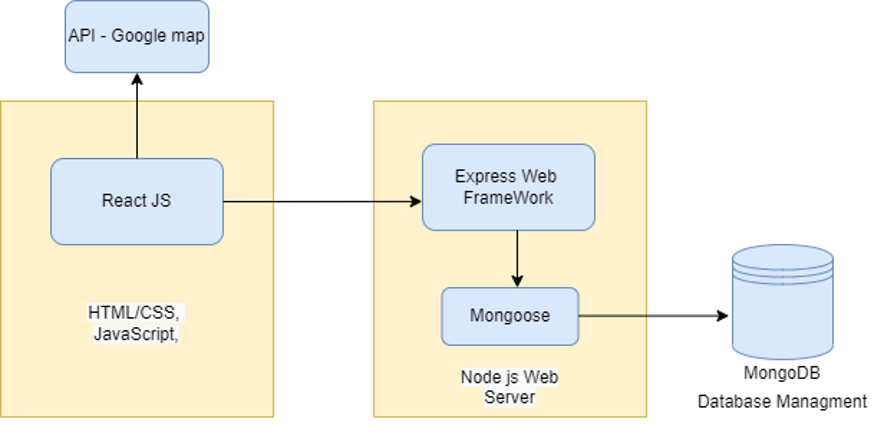 API - Google map
React JS
HTML/CSS,
JavaScript,
Express Web
FrameWork
Mongoose
Node js Web
Server
MongoDB
Database Managment